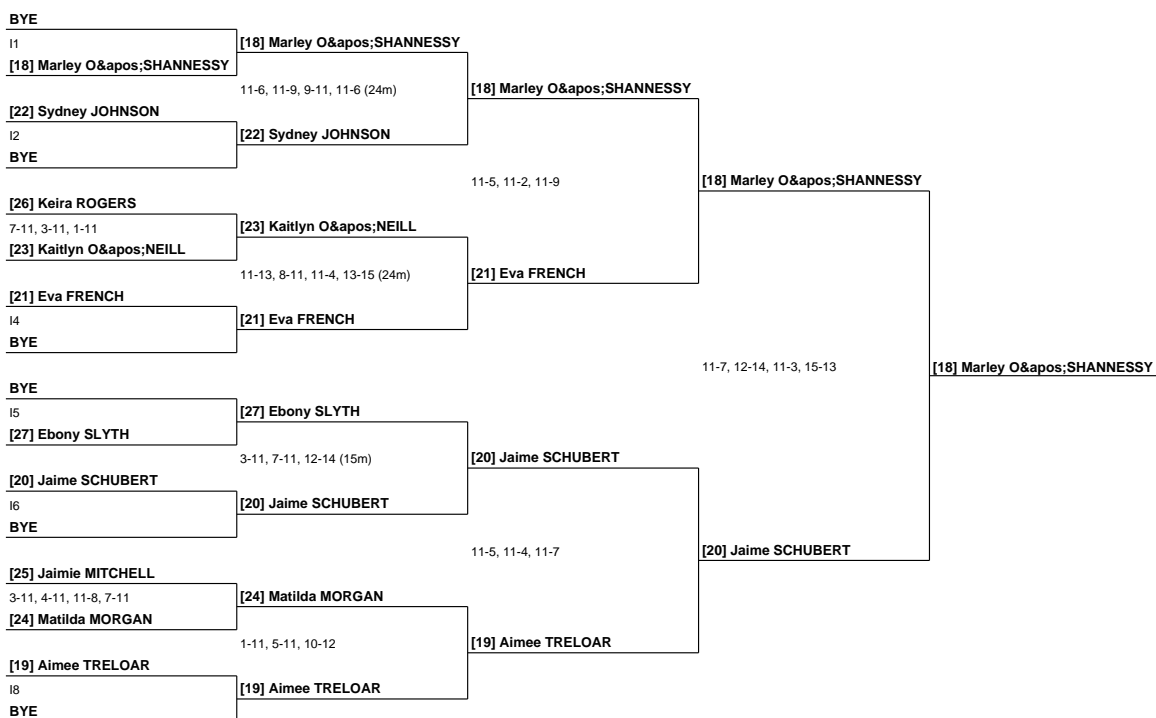 BYE
I1
[18] Marley O&apos;SHANNESSY
[22] Sydney JOHNSON
I2
BYE
[26] Keira ROGERS
7-11, 3-11, 1-11
[23] Kaitlyn O&apos;NEILL
[21] Eva FRENCH
I4
BYE
BYE
I5
[27] Ebony SLYTH
[20] Jaime SCHUBERT
I6
BYE
[25] Jaimie MITCHELL
3-11, 4-11, 11-8, 7-11
[24] Matilda MORGAN
[19] Aimee TRELOAR
I8
BYE
[18] Marley O&apos;SHANNESSY
11-6, 11-9, 9-11, 11-6 (24m)
[22] Sydney JOHNSON
[23] Kaitlyn O&apos;NEILL
11-13, 8-11, 11-4, 13-15 (24m)
[21] Eva FRENCH
[27] Ebony SLYTH
3-11, 7-11, 12-14 (15m)
[20] Jaime SCHUBERT
[24] Matilda MORGAN
1-11, 5-11, 10-12
[19] Aimee TRELOAR
[18] Marley O&apos;SHANNESSY
11-5, 11-2, 11-9
[21] Eva FRENCH
[20] Jaime SCHUBERT
11-5, 11-4, 11-7
[19] Aimee TRELOAR
[18] Marley O&apos;SHANNESSY
11-7, 12-14, 11-3, 15-13
[20] Jaime SCHUBERT
[18] Marley O&apos;SHANNESSY